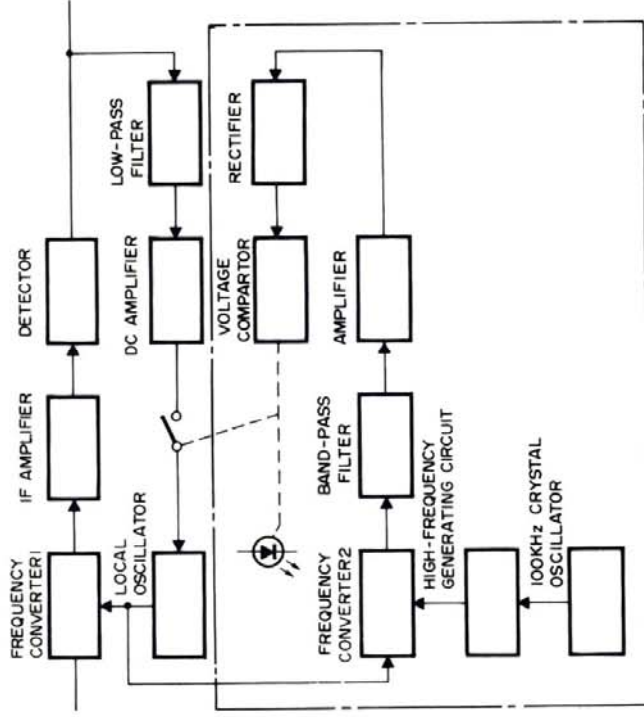 FREQUENCY
CONVERTER1
IF AMPLIFIER
DETECTOR
LOCAL
OSCILLATOR
DC AMPLIFIER
LOW-PASS
FILTER
VOLTAGE
COMPARTOR
RECTIFIER
FREQUENCY
CONVERTER2
BAND-PASS
FILTER
AMPLIFIER
HIGH-FREQUENCY
GENERATING CIRCUIT
100KHz CRYSTAL
OSCILLATOR